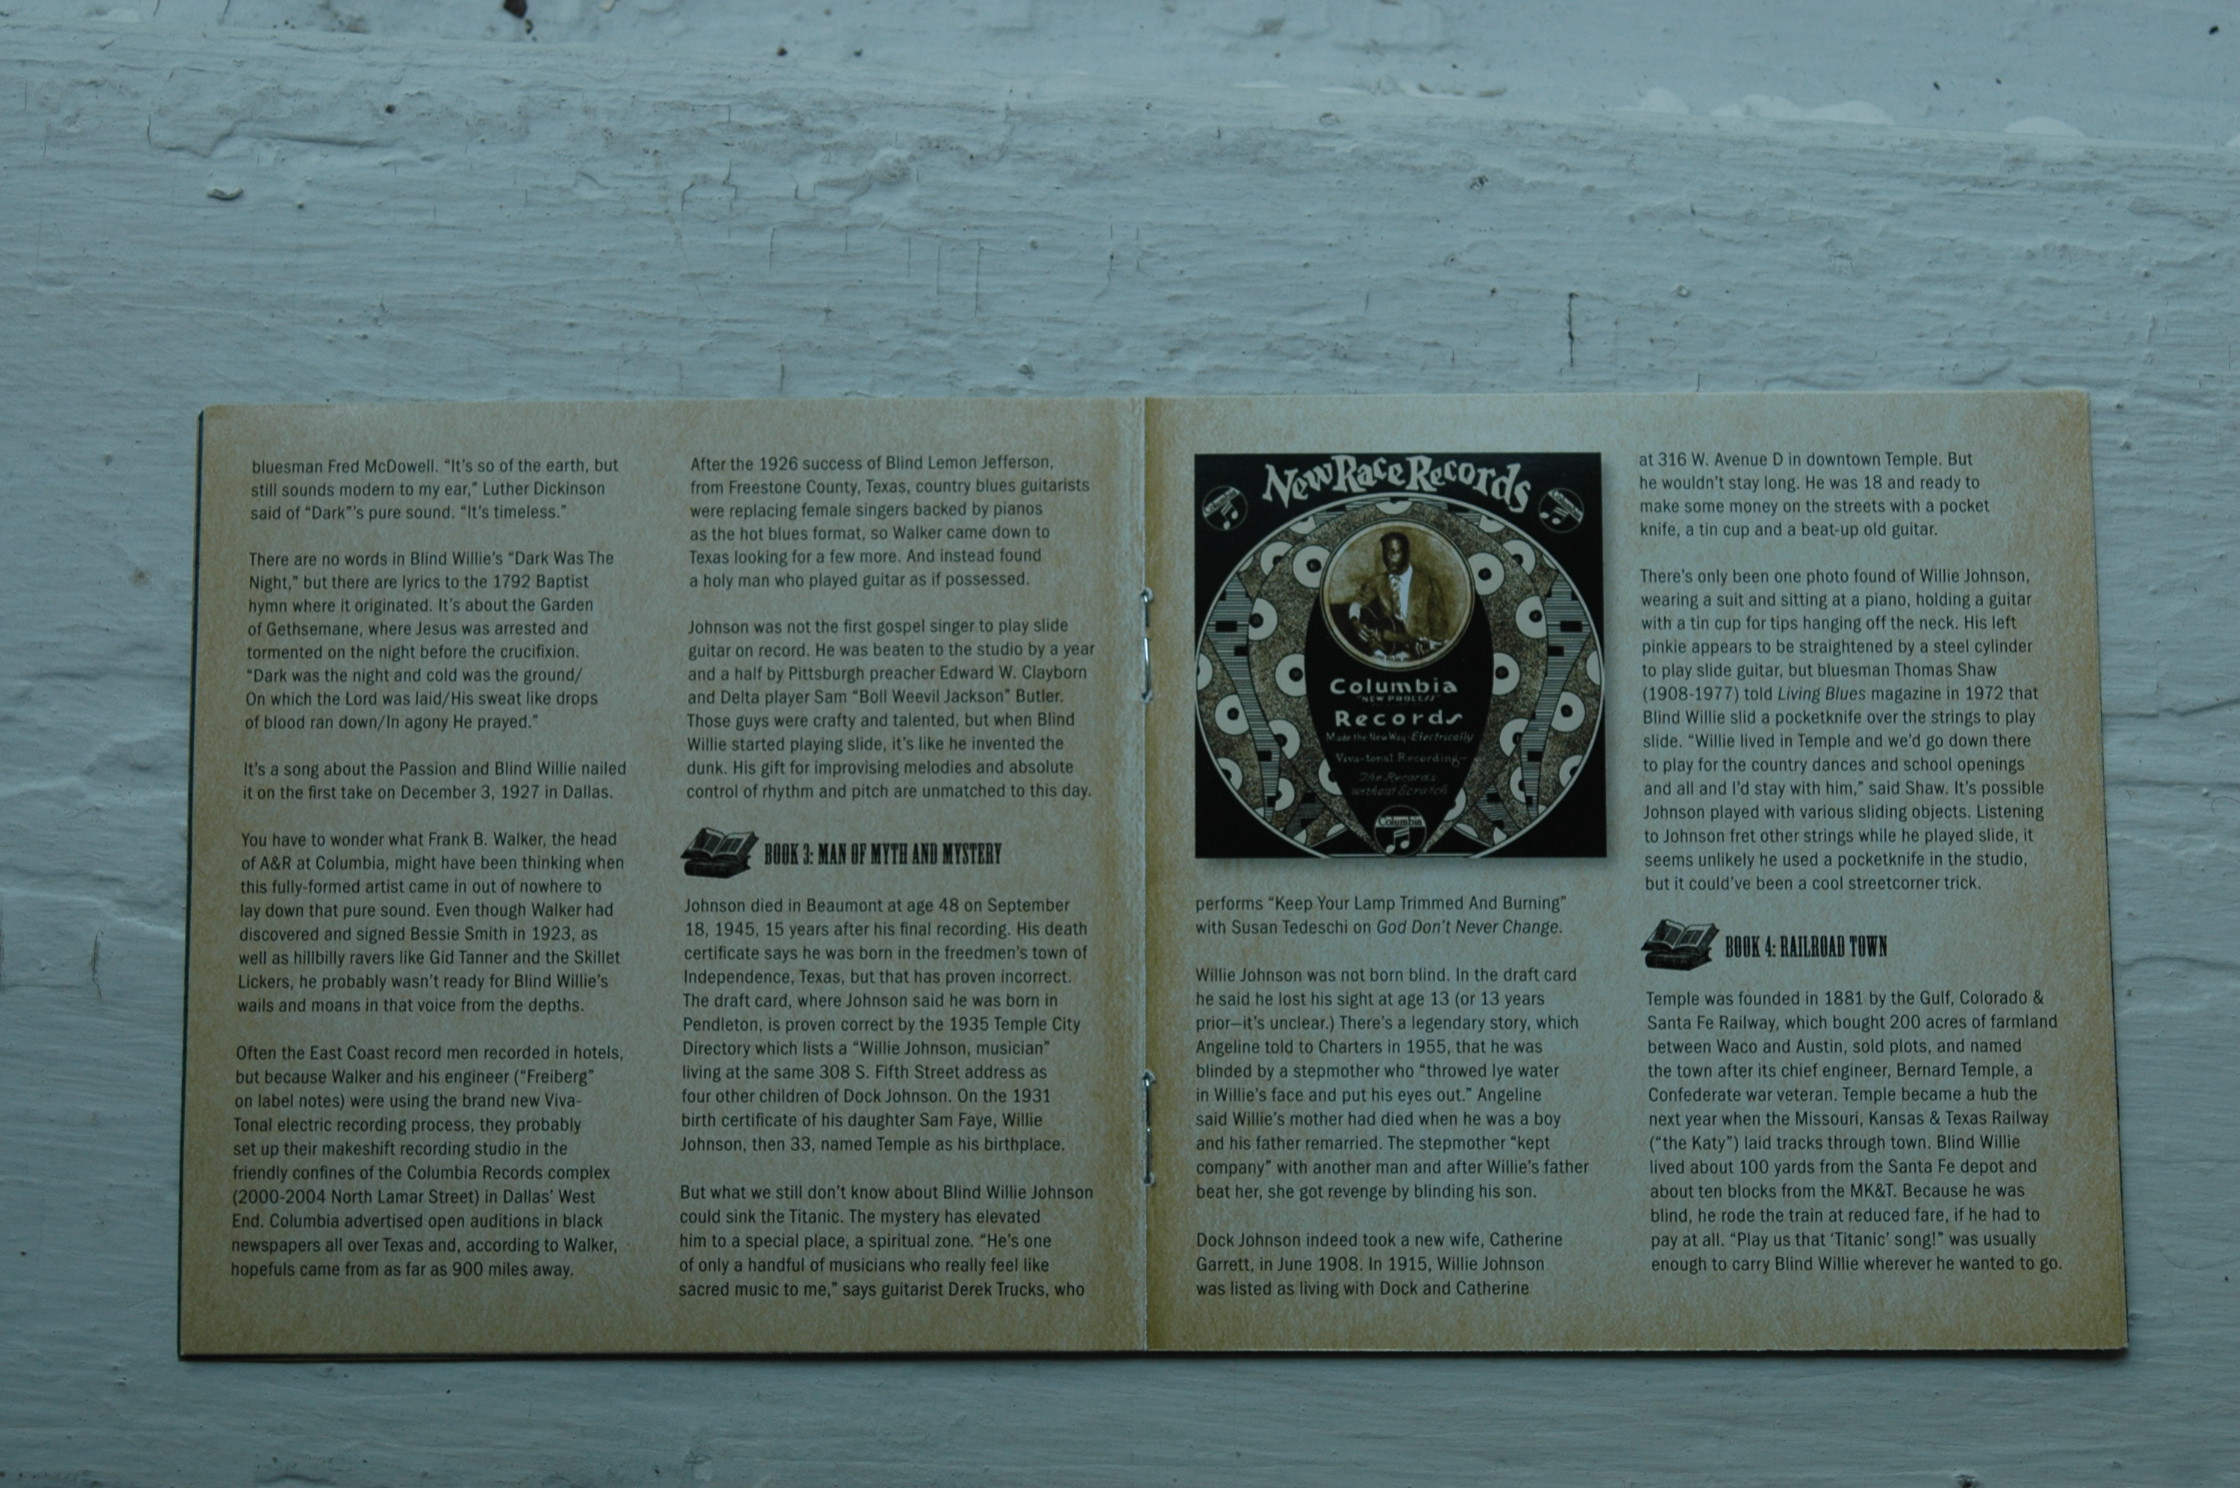 bluesman Fred McDowell. “It’s so of the earth, but
still sounds modern to my ear,” Luther Dickinson
said of “Dark”’s pure sound. “It’s timeless.”
There are no words in Blind Willie’s “Dark Was The
Night,” but there are lyrics to the 1792 Baptist
hymn where it originated. It’s about the Garden
of Gethsemane, where Jesus was arrested and
tormented on the night before the crucifixion.
“Dark was the night and cold was the ground/
On which the Lord was laid/His sweat like drops
of blood ran down/In agony He prayed.”
It’s a song about the Passion and Blind Willie nailed
it on the first take on December 3, 1927 in Dallas.
You have to wonder what Frank B. Walker, the head
of A&R at Columbia, might have been thinking when
this fully-formed artist came in out of nowhere to
lay down that pure sound. Even though Walker had
discovered and signed Bessie Smith in 1923, as
well as hillbilly ravers like Gid Tanner and the Skillet
Lickers, he probably wasn’t ready for Blind Willie’s
wails and moans in that voice from the depths.
Often the East Coast record men recorded in hotels,
but because Walker and his engineer (“Freiberg”
on label notes) were using the brand new Viva-
Tonal electric recording process, they probably
set up their makeshift recording studio in the
friendly confines of the Columbia Records complex
(2000-2004 North Lamar Street) in Dallas’ West
End. Columbia advertised open auditions in black
newspapers all over Texas and, according to Walker,
hopefuls came from as far as 900 miles away.
After the 1926 success of Blind Lemon Jefferson,
from Freestone County, Texas, country blues guitarists
were replacing female singers backed by pianos
as the hot blues format, so Walker came down to
Texas looking for a few more. And instead found
a holy man who played guitar as if possessed.
Johnson was not the first gospel singer to play slide
guitar on record. He was beaten to the studio by a year
and a half by Pittsburgh preacher Edward W. Clayborn
and Delta player Sam “Boll Weevil Jackson” Butler.
Those guys were crafty and talented, but when Blind
Willie started playing slide, it’s like he invented the
dunk. His gift for improvising melodies and absolute
control of rhythm and pitch are unmatched to this day.
BOOK 3: MAN OF MYTH AND MYSTERY
Johnson died in Beaumont at age 48 on September
18, 1945, 15 years after his final recording. His death
certificate says he was born in the freedmen’s town of
Independence, Texas, but that has proven incorrect.
The draft card, where Johnson said he was born in
Pendleton, is proven correct by the 1935 Temple City
Directory which lists a “Willie Johnson, musician”
living at the same 308 S. Fifth Street address as
four other children of Dock Johnson. On the 1931
birth certificate of his daughter Sam Faye, Willie
Johnson, then 33, named Temple as his birthplace.
But what we still don’t know about Blind Willie Johnson
could sink the Titanic. The mystery has elevated
him to a special place, a spiritual zone. “He’s one
of only a handful of musicians who really feel like
sacred music to me,” says guitarist Derek Trucks, who
New Race Records
Columbia
"NEW PROCESS"
Records
Made the New Way - Electrically
Viva-tonal Recording -
The Records
without Scratch
Columbia
performs “Keep Your Lamp Trimmed And Burning”
with Susan Tedeschi on God Don’t Never Change.
Willie Johnson was not born blind. In the draft card
he said he lost his sight at age 13 (or 13 years
prior—it’s unclear.) There’s a legendary story, which
Angeline told to Charters in 1955, that he was
blinded by a stepmother who “throwed lye water
in Willie’s face and put his eyes out.” Angeline
said Willie’s mother had died when he was a boy
and his father remarried. The stepmother “kept
company” with another man and after Willie’s father
beat her, she got revenge by blinding his son.
Dock Johnson indeed took a new wife, Catherine
Garrett, in June 1908. In 1915, Willie Johnson
was listed as living with Dock and Catherine
at 316 W. Avenue D in downtown Temple. But
he wouldn’t stay long. He was 18 and ready to
make some money on the streets with a pocket
knife, a tin cup and a beat-up old guitar.
There’s only been one photo found of Willie Johnson,
wearing a suit and sitting at a piano, holding a guitar
with a tin cup for tips hanging off the neck. His left
pinkie appears to be straightened by a steel cylinder
to play slide guitar, but bluesman Thomas Shaw
(1908-1977) told Living Blues magazine in 1972 that
Blind Willie slid a pocketknife over the strings to play
slide. “Willie lived in Temple and we’d go down there
to play for the country dances and school openings
and all and I’d stay with him,” said Shaw. It’s possible
Johnson played with various sliding objects. Listening
to Johnson fret other strings while he played slide, it
seems unlikely he used a pocketknife in the studio,
but it could’ve been a cool streetcorner trick.
BOOK 4: RAILROAD TOWN
Temple was founded in 1881 by the Gulf, Colorado &
Santa Fe Railway, which bought 200 acres of farmland
between Waco and Austin, sold plots, and named
the town after its chief engineer, Bernard Temple, a
Confederate war veteran. Temple became a hub the
next year when the Missouri, Kansas & Texas Railway
(“the Katy”) laid tracks through town. Blind Willie
lived about 100 yards from the Santa Fe depot and
about ten blocks from the MK&T. Because he was
blind, he rode the train at reduced fare, if he had to
pay at all. “Play us that ‘Titanic’ song!” was usually
enough to carry Blind Willie wherever he wanted to go.